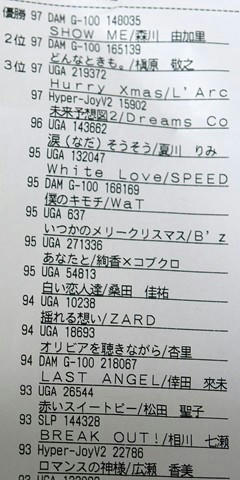 優勝 97 DAM G-100 148035
SHOW ME/森川 由加里
2位 97 DAM G-100 165139
どんなときも。/槇原 敬之
3位 97 UGA 219372
Hurry Xmas/L'Arc
97 Hyper-JoyV2 15902
未来予想図2/Dreams Co
96 UGA 143662
涙(なだ)そうそう/夏川 りみ
95 UGA 132047
White Love/SPEED
95 DAM G-100 168169
僕のキモチ/WaT
95 UGA 637
いつかのメリークリスマス/B'z
95 UGA 271336
あなたと/絢香×コブクロ
95 UGA 54813
白い恋人達/桑田 佳祐
94 UGA 10238
揺れる想い/ZARD
94 UGA 18693
オリビアを聴きながら/杏里
94 DAM G-100 218067
LAST ANGEL/倖田 來未
93 UGA 26544
赤いスイートピー/松田 聖子
93 SLP 144328
BREAK OUT!/相川 七瀬
93 Hyper-JoyV2 22786
ロマンスの神様/広瀬 香美
93 UGA